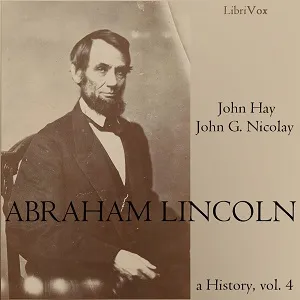 LibriVox
John Hay
John G. Nicolay
ABRAHAM LINCOLN
a History, vol. 4